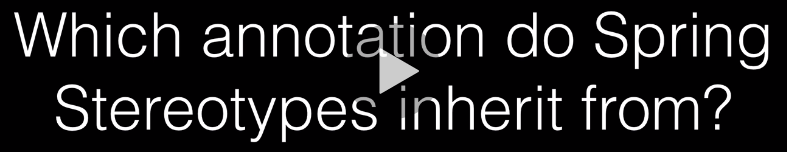 Which annotation do Spring
Stereotypes inherit from?